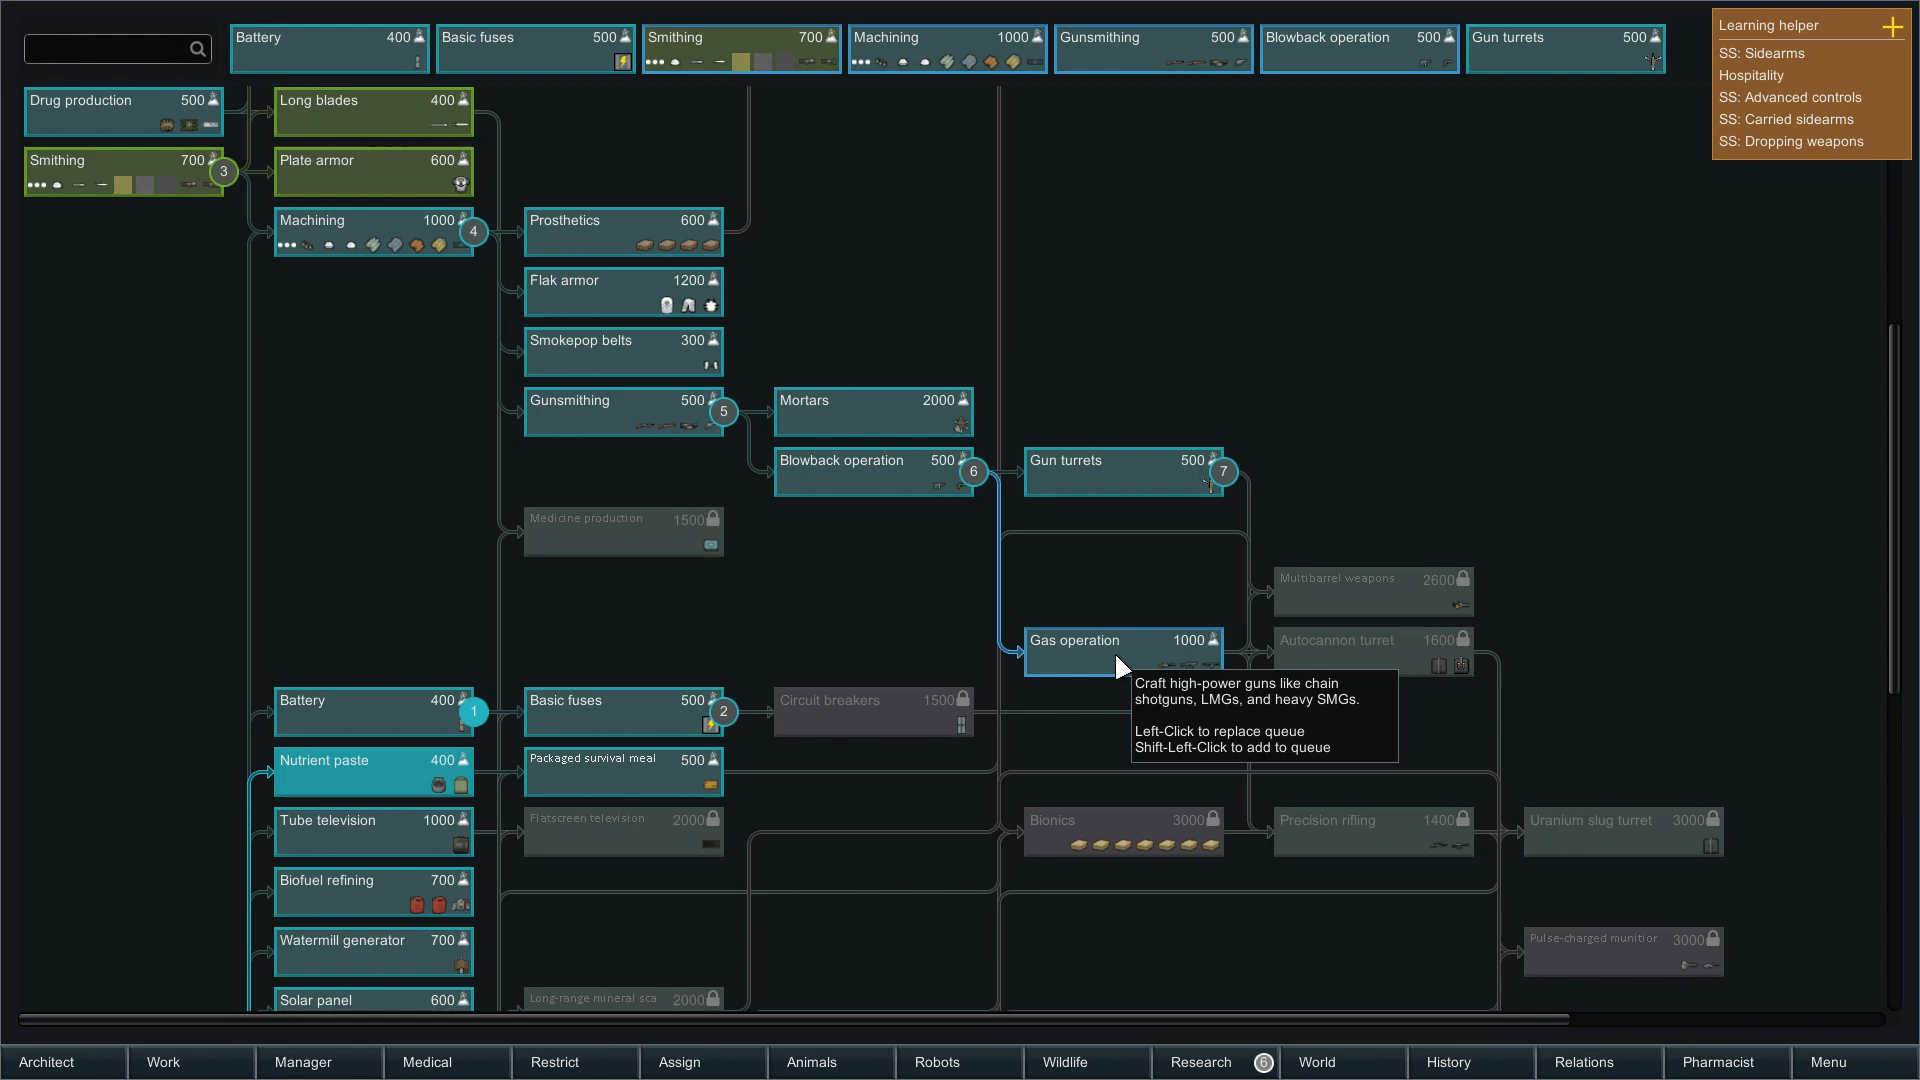 Battery 400
Basic fuses 500
Smithing 700
Machining 1000
Gunsmithing 500
Blowback operation 500
Gun turrets 500
Learning helper
SS: Sidearms
Hospitality
SS: Advanced controls
SS: Carried sidearms
SS: Dropping weapons
Drug production 500
Long blades 400
Smithing 700
3
Plate armor 600
Machining 1000
4
Prosthetics 600
Flak armor 1200
Smokepop belts 300
Gunsmithing 500
5
Mortars 2000
Blowback operation 500
6
Gun turrets 500
7
Medicine production 1500
Multibarrel weapons 2600
Gas operation 1000
Autocannon turret 1600
Craft high-power guns like chain
shotguns, LMGs, and heavy SMGs.
Left-Click to replace queue
Shift-Left-Click to add to queue
Battery 400
1
Basic fuses 500
2
Circuit breakers 1500
Nutrient paste 400
Packaged survival meal 500
Tube television 1000
Flatscreen television 2000
Bionics 3000
Precision rifling 1400
Uranium slug turret 3000
Biofuel refining 700
Watermill generator 700
Pulse-charged munitior 3000
Solar panel 600
Long-range mineral sca 2000
Architect
Work
Manager
Medical
Restrict
Assign
Animals
Robots
Wildlife
Research 6
World
History
Relations
Pharmacist
Menu